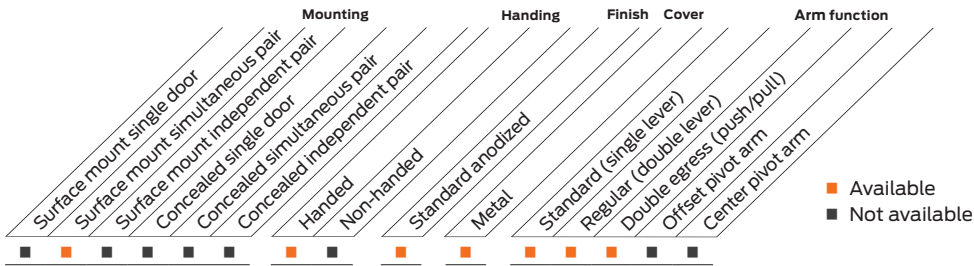 Mounting
Handing
Finish
Cover
Arm function
Surface mount single door
Surface mount simultaneous pair
Surface mount independent pair
Concealed single door
Concealed simultaneous pair
Concealed independent pair
Handed
Non-handed
Standard anodized
Metal
Standard (single lever)
Regular (double lever)
Double egress (push/pull)
Offset pivot arm
Center pivot arm
Available
Not available